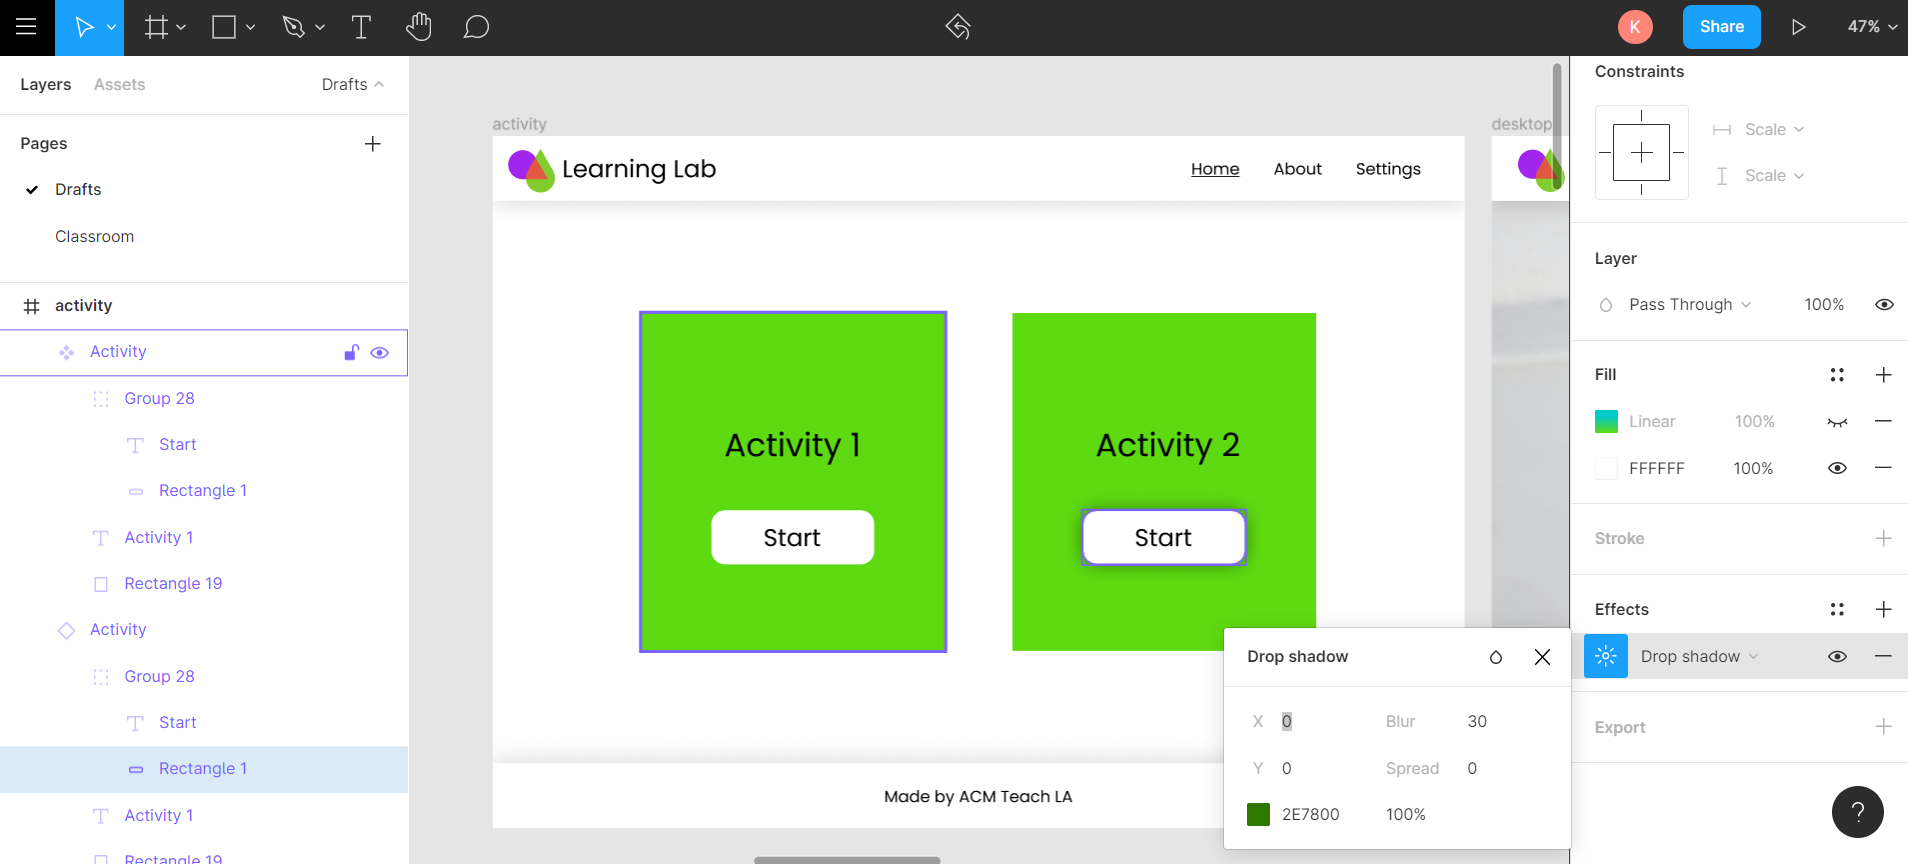 K
Share
47%
Layers
Assets
Drafts
Pages
Drafts
Classroom
activity
Activity
Group 28
Start
Rectangle 1
Activity 1
Rectangle 19
Activity
Group 28
Start
Rectangle 1
Activity 1
Rectangle 19
activity
Learning Lab
Home
About
Settings
Activity 1
Start
Activity 2
Start
Made by ACM Teach LA
desktop
Drop shadow
X 0
Blur 30
Y 0
Spread 0
2E7800 100%
Constraints
Scale
Scale
Layer
Pass Through 100%
Fill
Linear 100%
FFFFFF 100%
Stroke
Effects
Drop shadow
Export
?